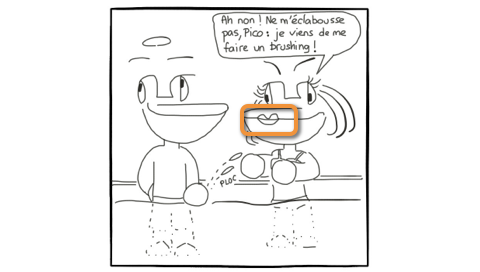 Ah non ! Ne m'éclabousse
pas, Pico : je viens de me
faire un brushing !
PLOC